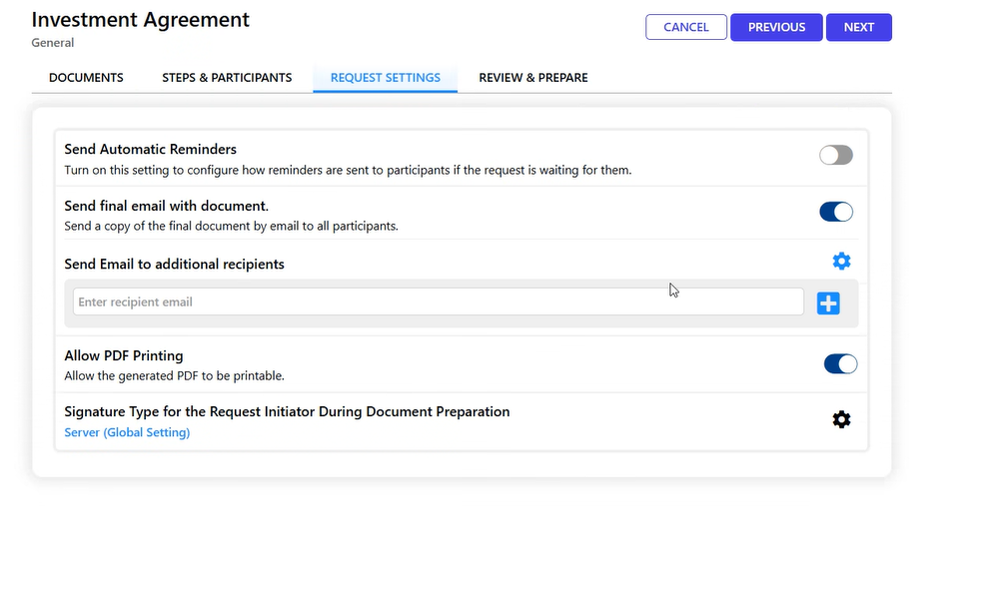 Investment Agreement
General
CANCEL PREVIOUS NEXT
DOCUMENTS STEPS & PARTICIPANTS REQUEST SETTINGS REVIEW & PREPARE
Send Automatic Reminders
Turn on this setting to configure how reminders are sent to participants if the request is waiting for them.
Send final email with document.
Send a copy of the final document by email to all participants.
Send Email to additional recipients
Enter recipient email
Allow PDF Printing
Allow the generated PDF to be printable.
Signature Type for the Request Initiator During Document Preparation
Server (Global Setting)